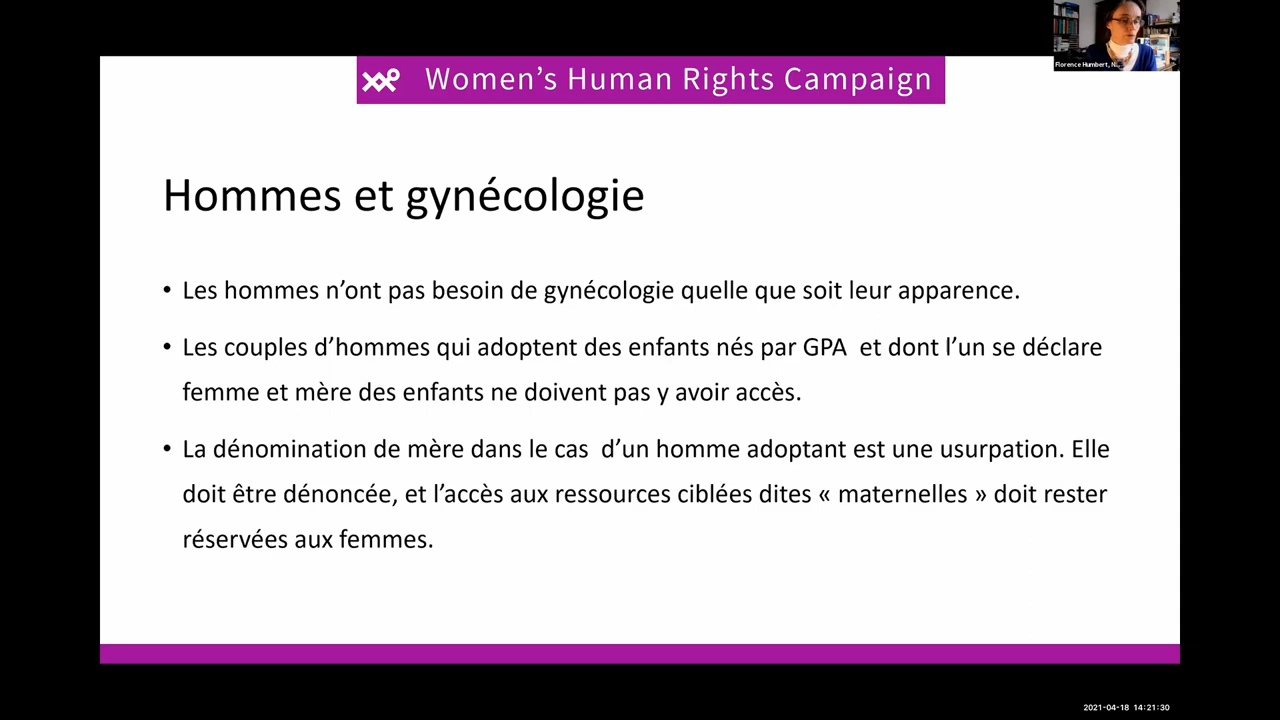 Florence Humbert, N...
Women’s Human Rights Campaign
Hommes et gynécologie
• Les hommes n’ont pas besoin de gynécologie quelle que soit leur apparence.
• Les couples d’hommes qui adoptent des enfants nés par GPA  et dont l’un se déclare
femme et mère des enfants ne doivent pas y avoir accès.
• La dénomination de mère dans le cas  d’un homme adoptant est une usurpation. Elle
doit être dénoncée, et l’accès aux ressources ciblées dites « maternelles » doit rester
réservées aux femmes.
2021-04-18 14:21:30